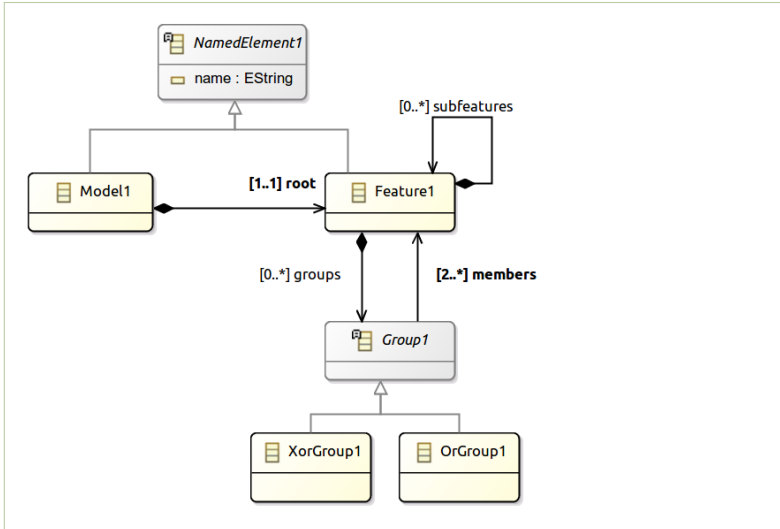 NamedElement1
name : EString
[0..*] subfeatures
Model1
[1..1] root
Feature1
[0..*] groups
[2..*] members
Group1
XorGroup1
OrGroup1